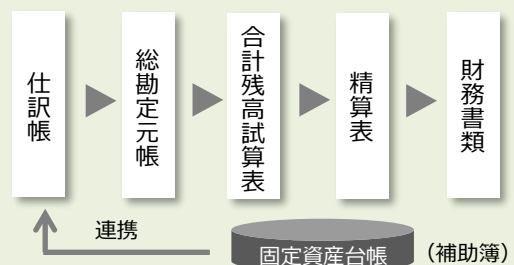 仕訳帳
総勘定元帳
合計残高試算表
精算表
財務書類
連携
固定資産台帳
（補助簿）